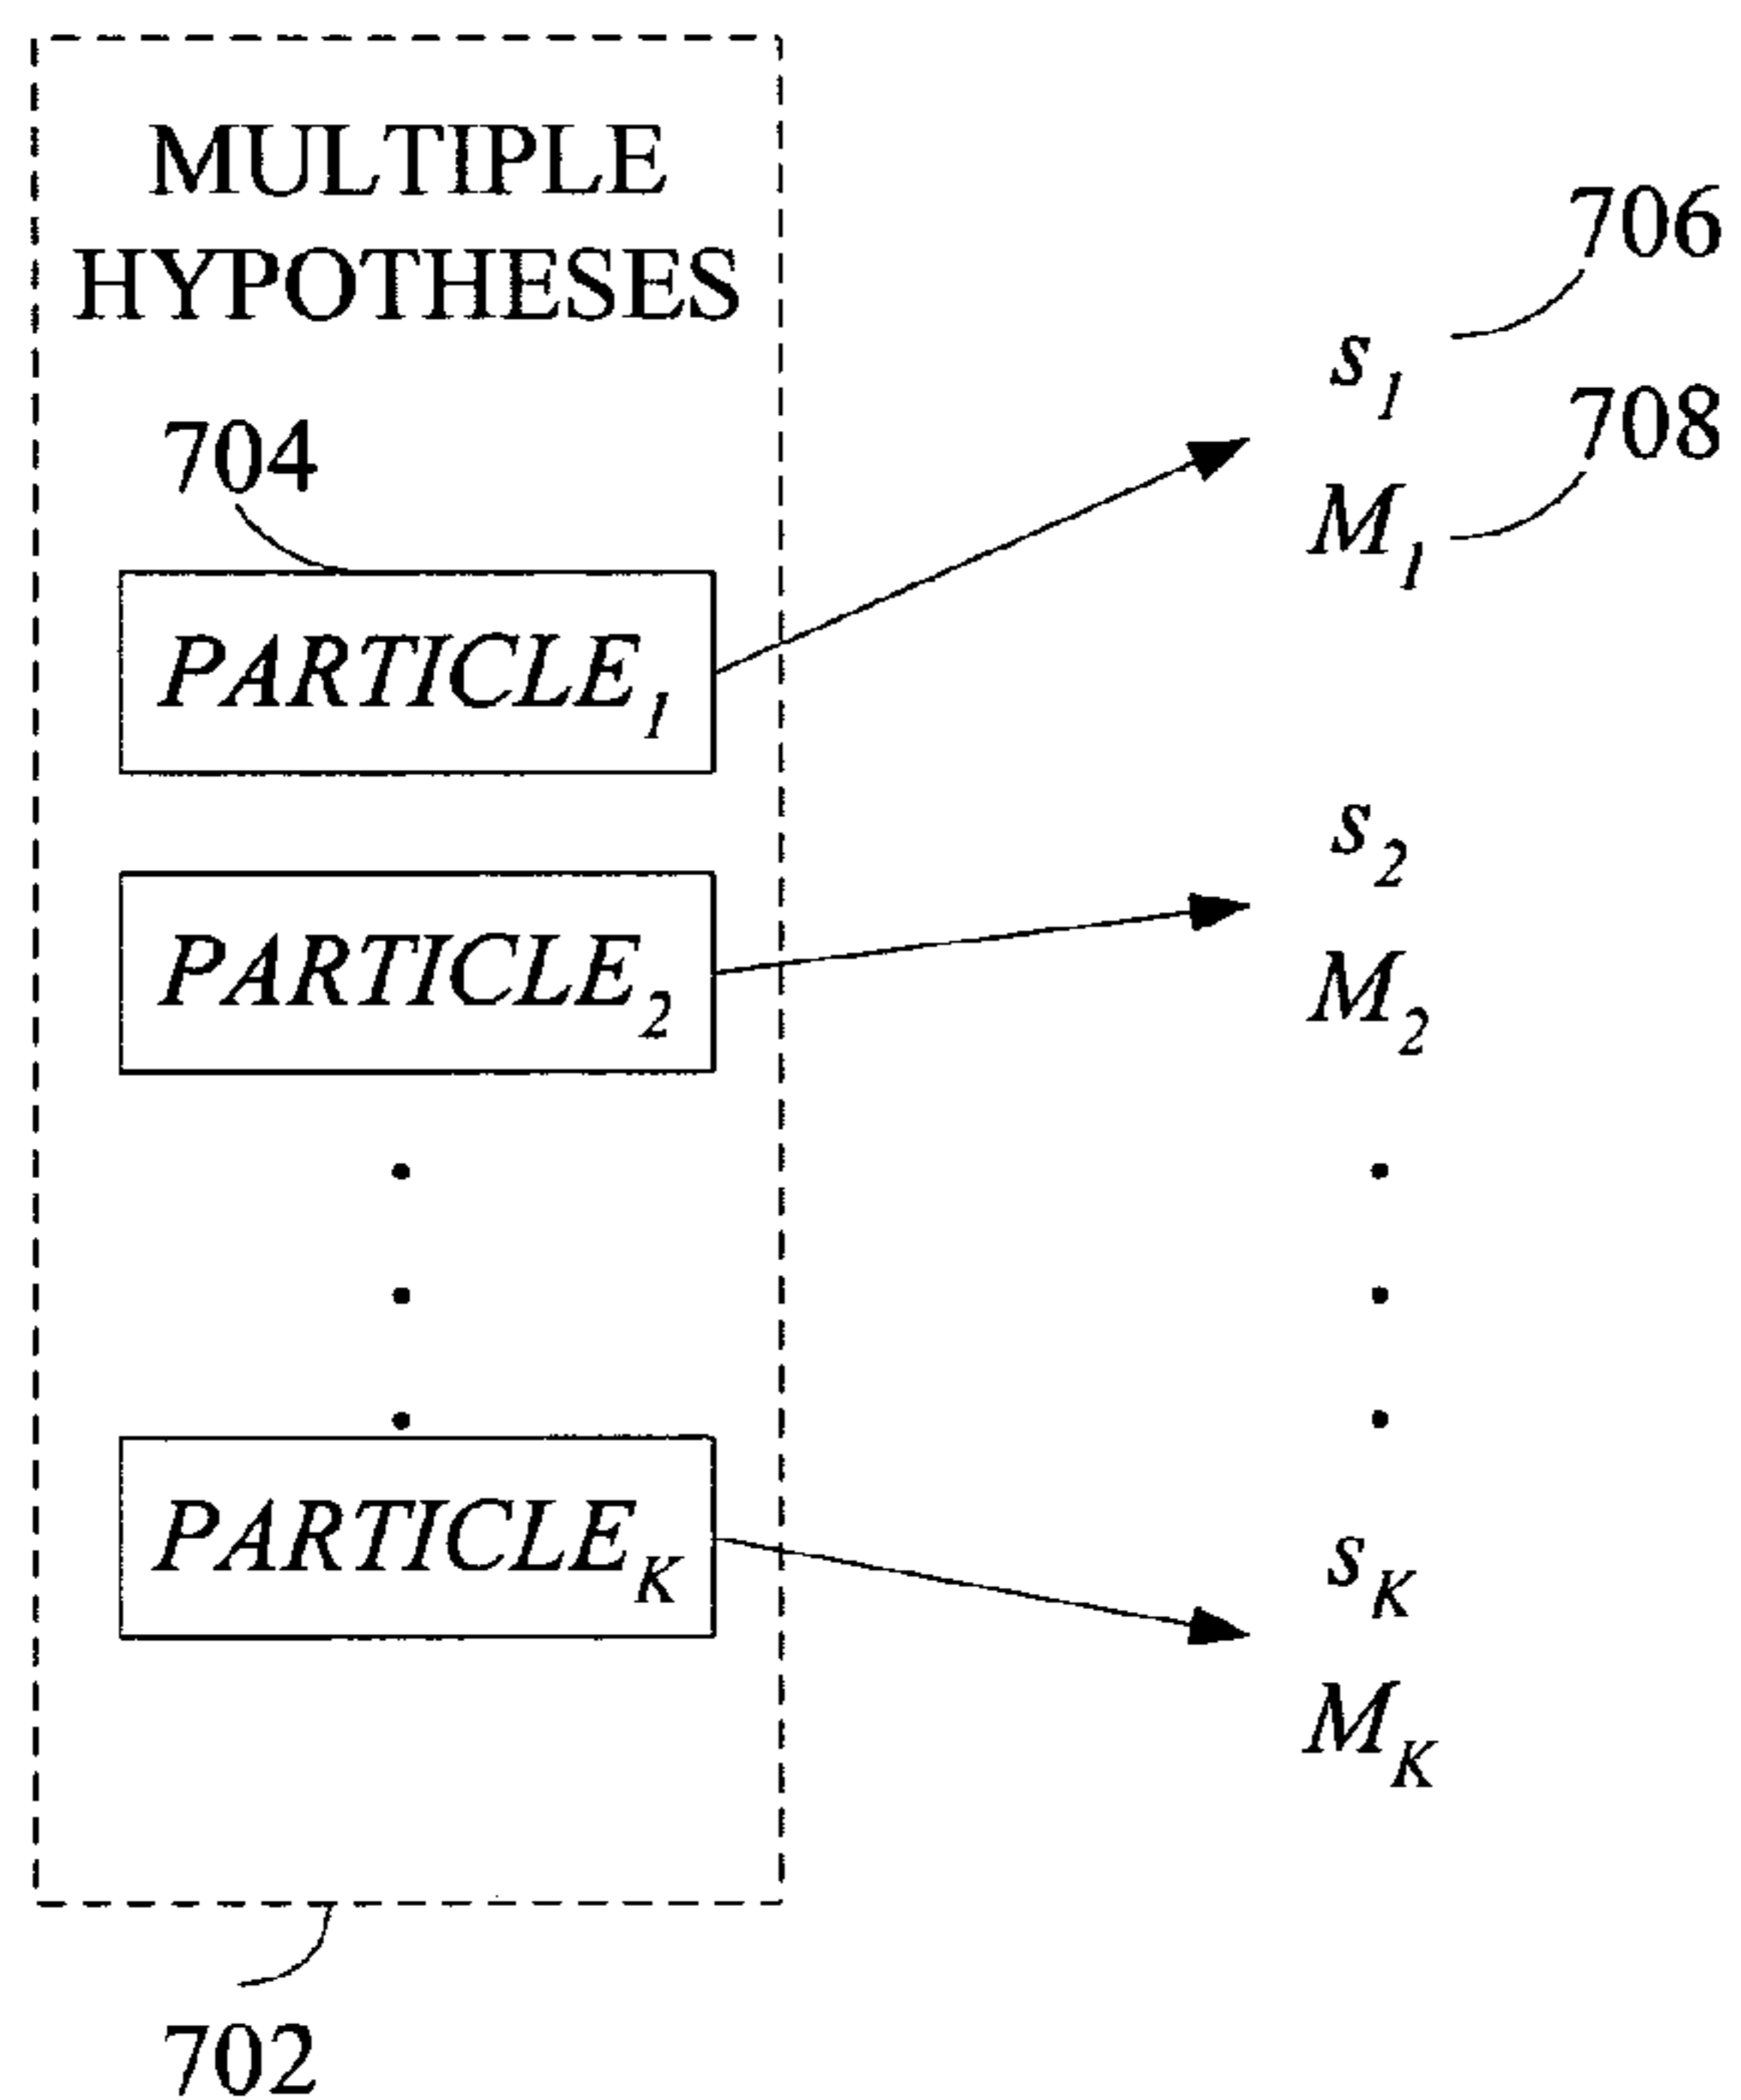 MULTIPLE
HYPOTHESES
706
s1
704
708
M1
PARTICLE1
s2
PARTICLE2
M2
PARTICLEK
sK
MK
702